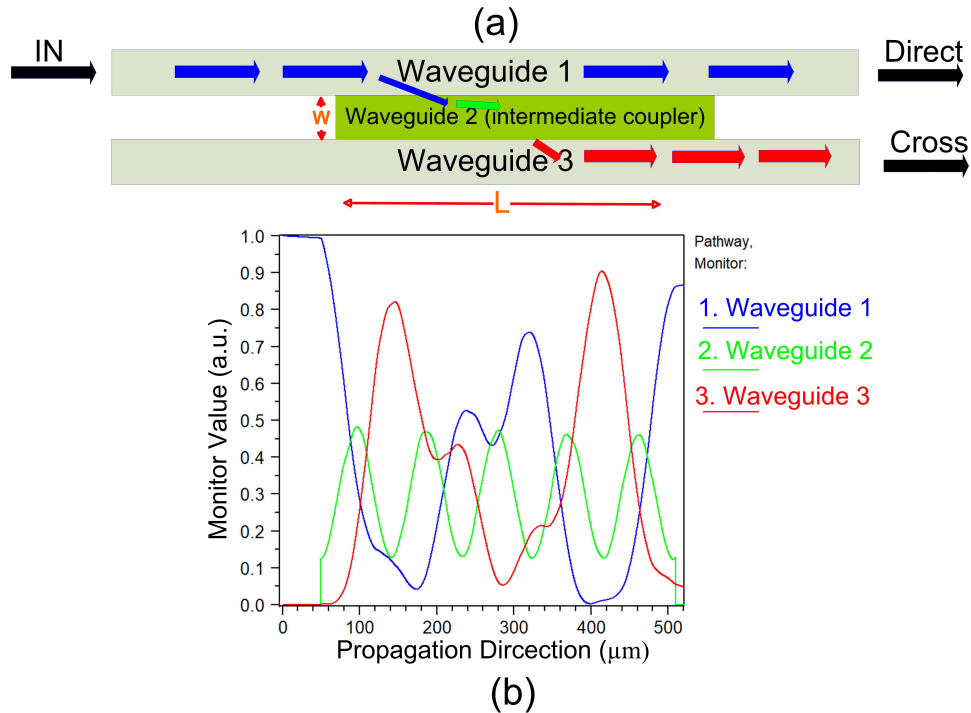 (a)
IN
Waveguide 1
Direct
w
Waveguide 2 (intermediate coupler)
Waveguide 3
Cross
L
1.0
0.9
0.8
0.7
0.6
0.5
0.4
0.3
0.2
0.1
0.0
Monitor Value (a.u.)
0
100
200
300
400
500
Propagation Dircection (μm)
Pathway,
Monitor:
1. Waveguide 1
2. Waveguide 2
3. Waveguide 3
(b)